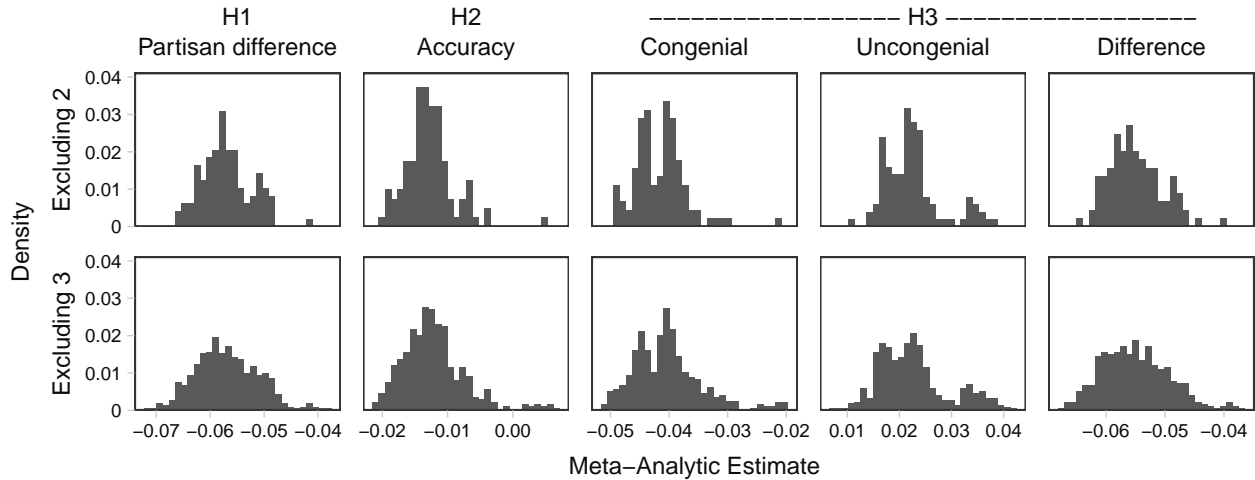 H1
H2
−−−−−−−−−−−−−−−−−− H3 −−−−−−−−−−−−−−−−−−
Partisan difference
Accuracy
Congenial
Uncongenial
Difference
Density
Excluding 2
0.04
0.03
0.02
0.01
0
Excluding 3
0.04
0.03
0.02
0.01
0
−0.07 −0.06 −0.05 −0.04
−0.02 −0.01 0.00
−0.05 −0.04 −0.03 −0.02
0.01 0.02 0.03 0.04
−0.06 −0.05 −0.04
Meta−Analytic Estimate